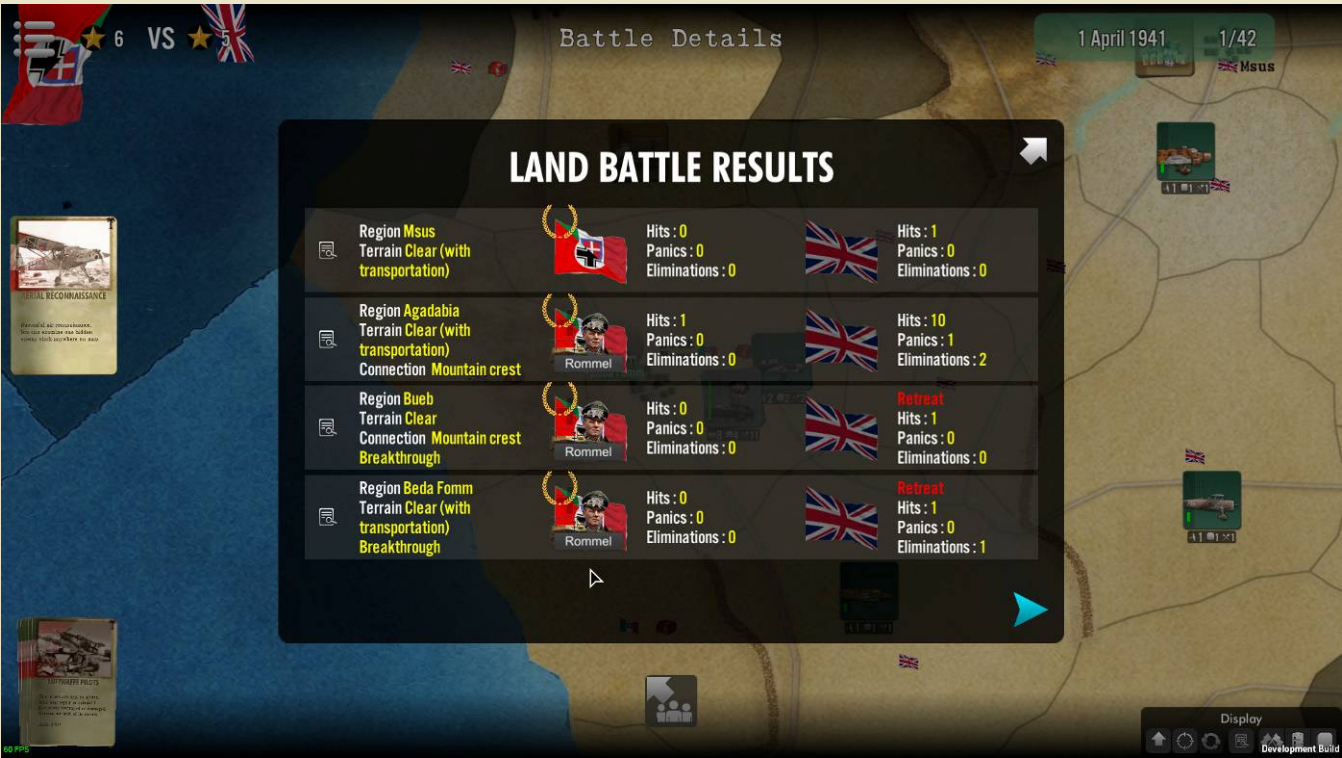 6 VS 5
Battle Details
1 April 1941
1/42
Msus
LAND BATTLE RESULTS
Region Msus
Terrain Clear (with
transportation)
Hits : 0
Panics : 0
Eliminations : 0
Hits : 1
Panics : 0
Eliminations : 0
Region Agadabia
Terrain Clear (with
transportation)
Connection Mountain crest
Rommel
Hits : 1
Panics : 0
Eliminations : 0
Hits : 10
Panics : 1
Eliminations : 2
Region Bueb
Terrain Clear
Connection Mountain crest
Breakthrough
Rommel
Hits : 0
Panics : 0
Eliminations : 0
Retreat
Hits : 1
Panics : 0
Eliminations : 0
Region Beda Fomm
Terrain Clear (with
transportation)
Breakthrough
Rommel
Hits : 0
Panics : 0
Eliminations : 0
Retreat
Hits : 1
Panics : 0
Eliminations : 1
AERIAL RECONNAISSANCE
LUFTWAFFE PILOTS
Display
Development Build
60 FPS